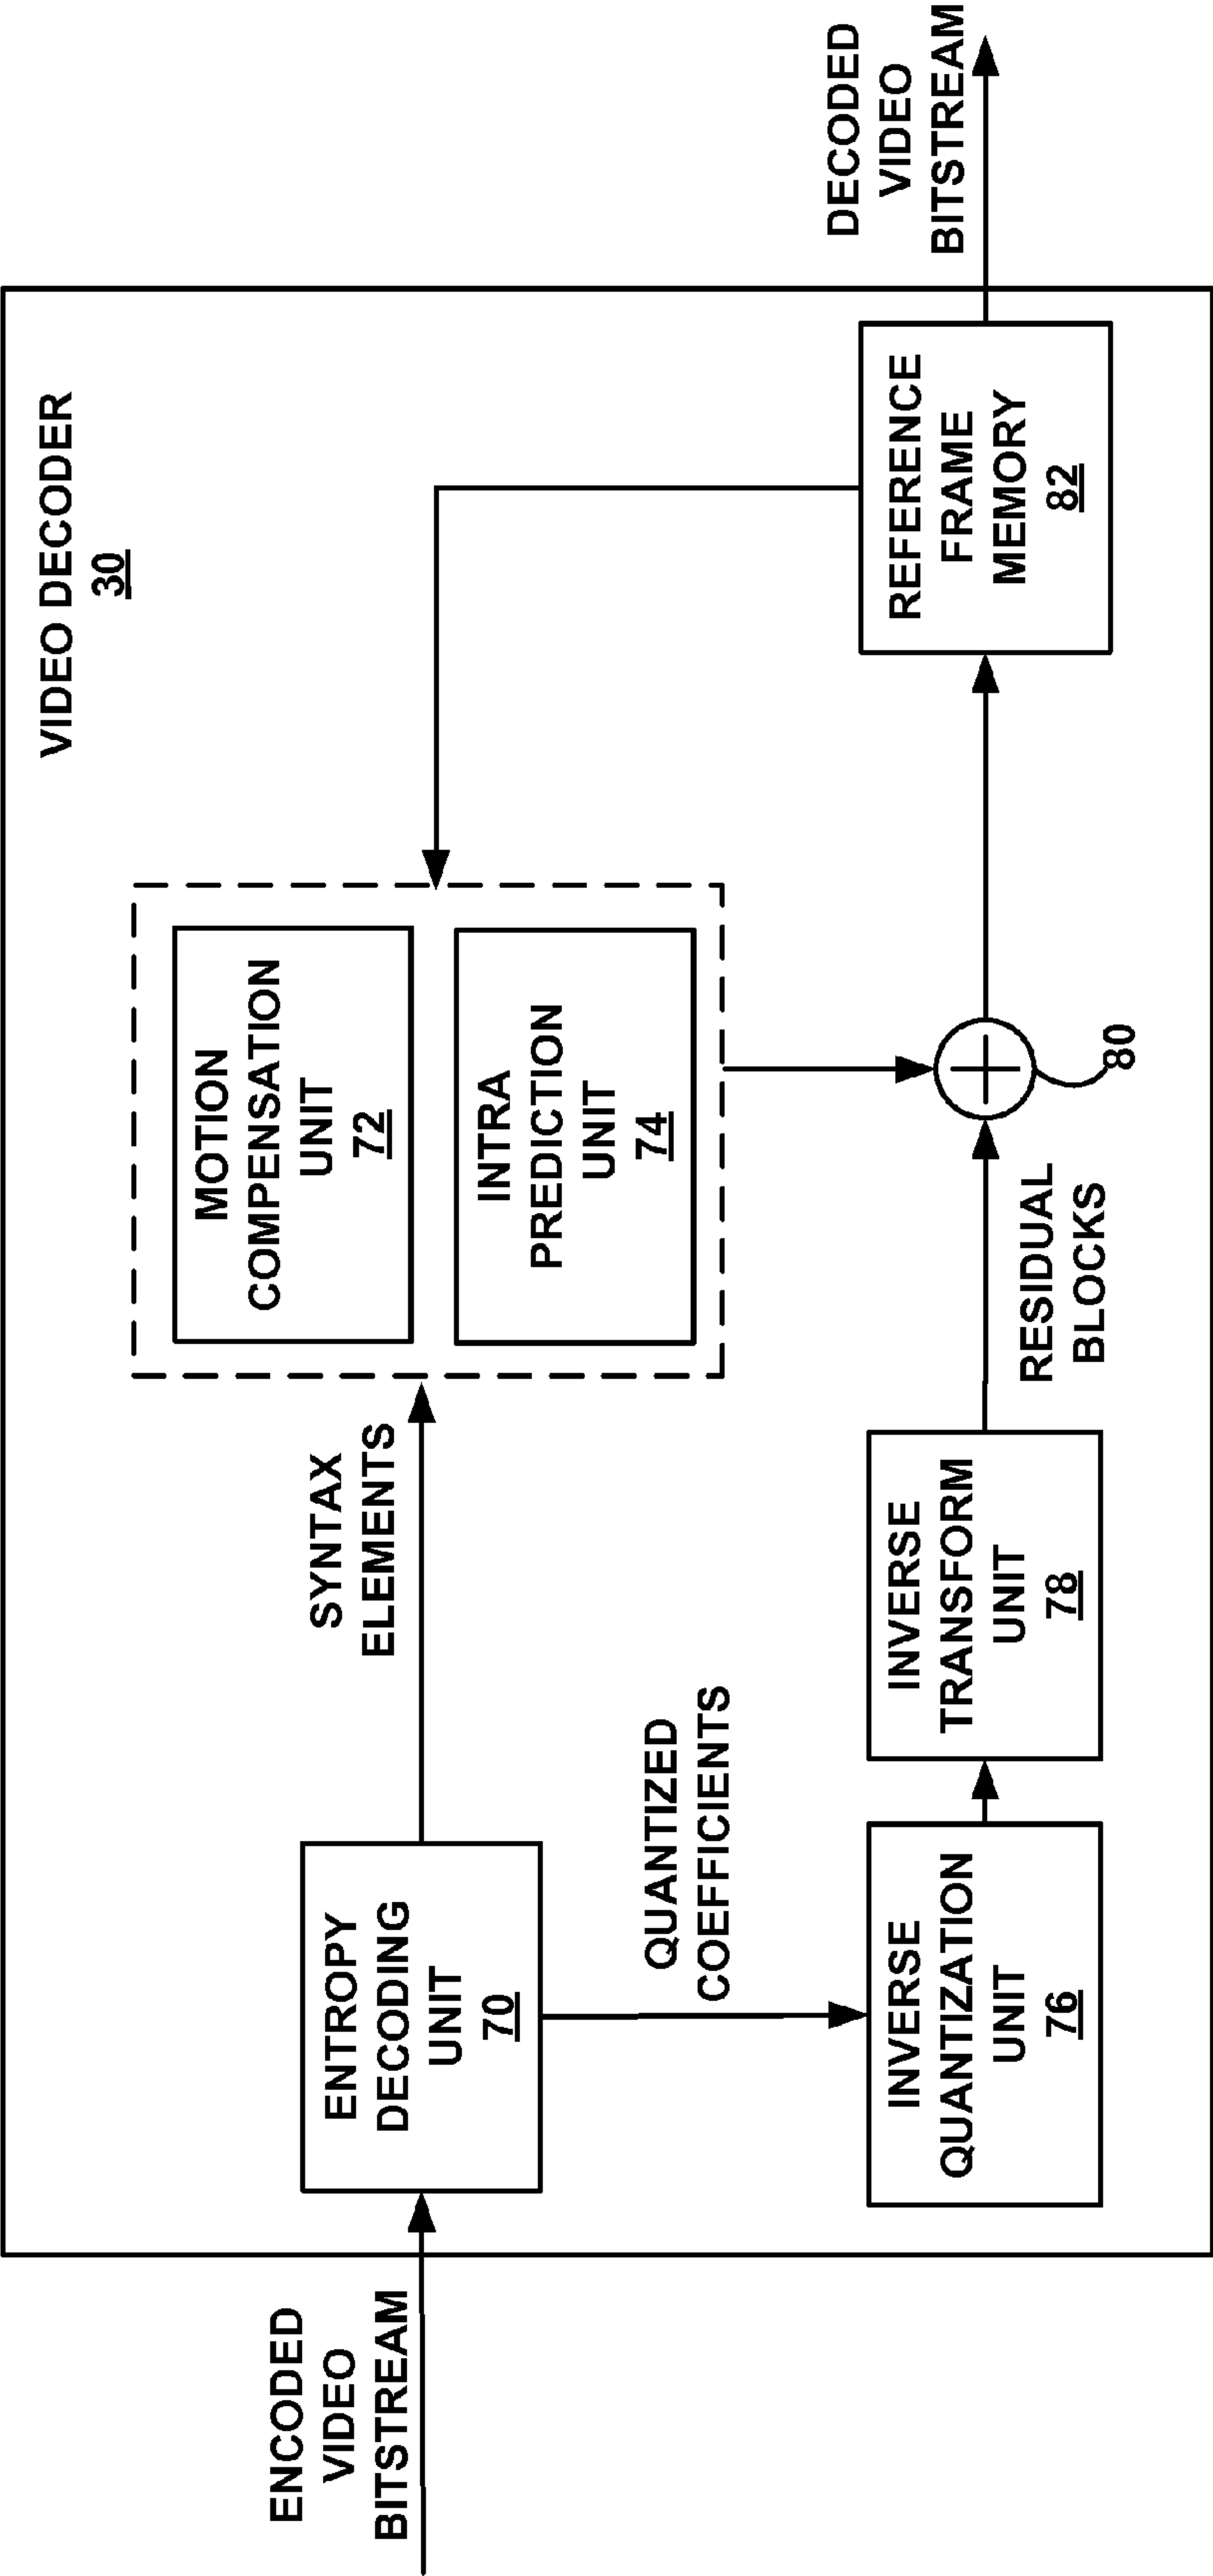 VIDEO DECODER
30
ENCODED
VIDEO
BITSTREAM
ENTROPY
DECODING
UNIT
70
SYNTAX
ELEMENTS
MOTION
COMPENSATION
UNIT
72
INTRA
PREDICTION
UNIT
74
QUANTIZED
COEFFICIENTS
INVERSE
QUANTIZATION
UNIT
76
INVERSE
TRANSFORM
UNIT
78
RESIDUAL
BLOCKS
80
REFERENCE
FRAME
MEMORY
82
DECODED
VIDEO
BITSTREAM